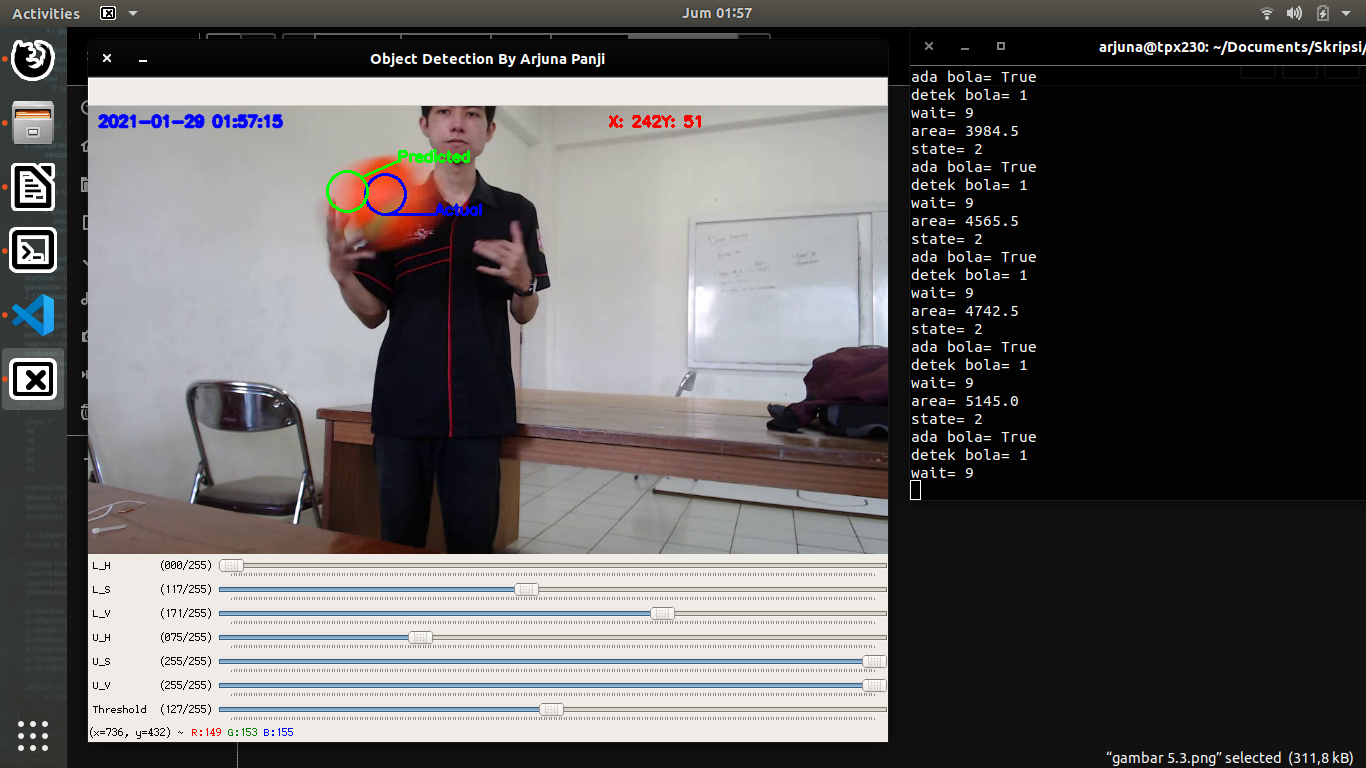 Activities
Jum 01:57
Object Detection By Arjuna Panji
2021-01-29 01:57:15
X: 242Y: 51
Predicted
Actual
L_H (000/255)
L_S (117/255)
L_V (171/255)
U_H (075/255)
U_S (255/255)
U_V (255/255)
Threshold (127/255)
(x=736, y=432) ~ R:149 G:153 B:155
arjuna@tpx230: ~/Documents/Skripsi/
ada bola= True
detek bola= 1
wait= 9
area= 3984.5
state= 2
ada bola= True
detek bola= 1
wait= 9
area= 4565.5
state= 2
ada bola= True
detek bola= 1
wait= 9
area= 4742.5
state= 2
ada bola= True
detek bola= 1
wait= 9
area= 5145.0
state= 2
ada bola= True
detek bola= 1
wait= 9
“gambar 5.3.png” selected (311,8 kB)